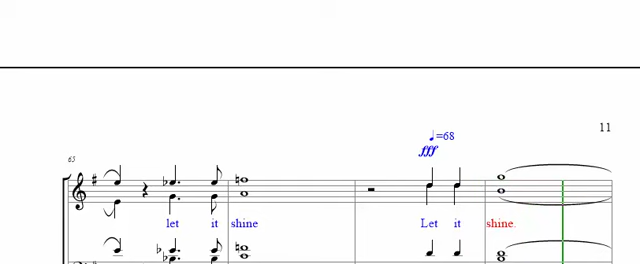 11
♩=68
65
fff
let it shine Let it shine.